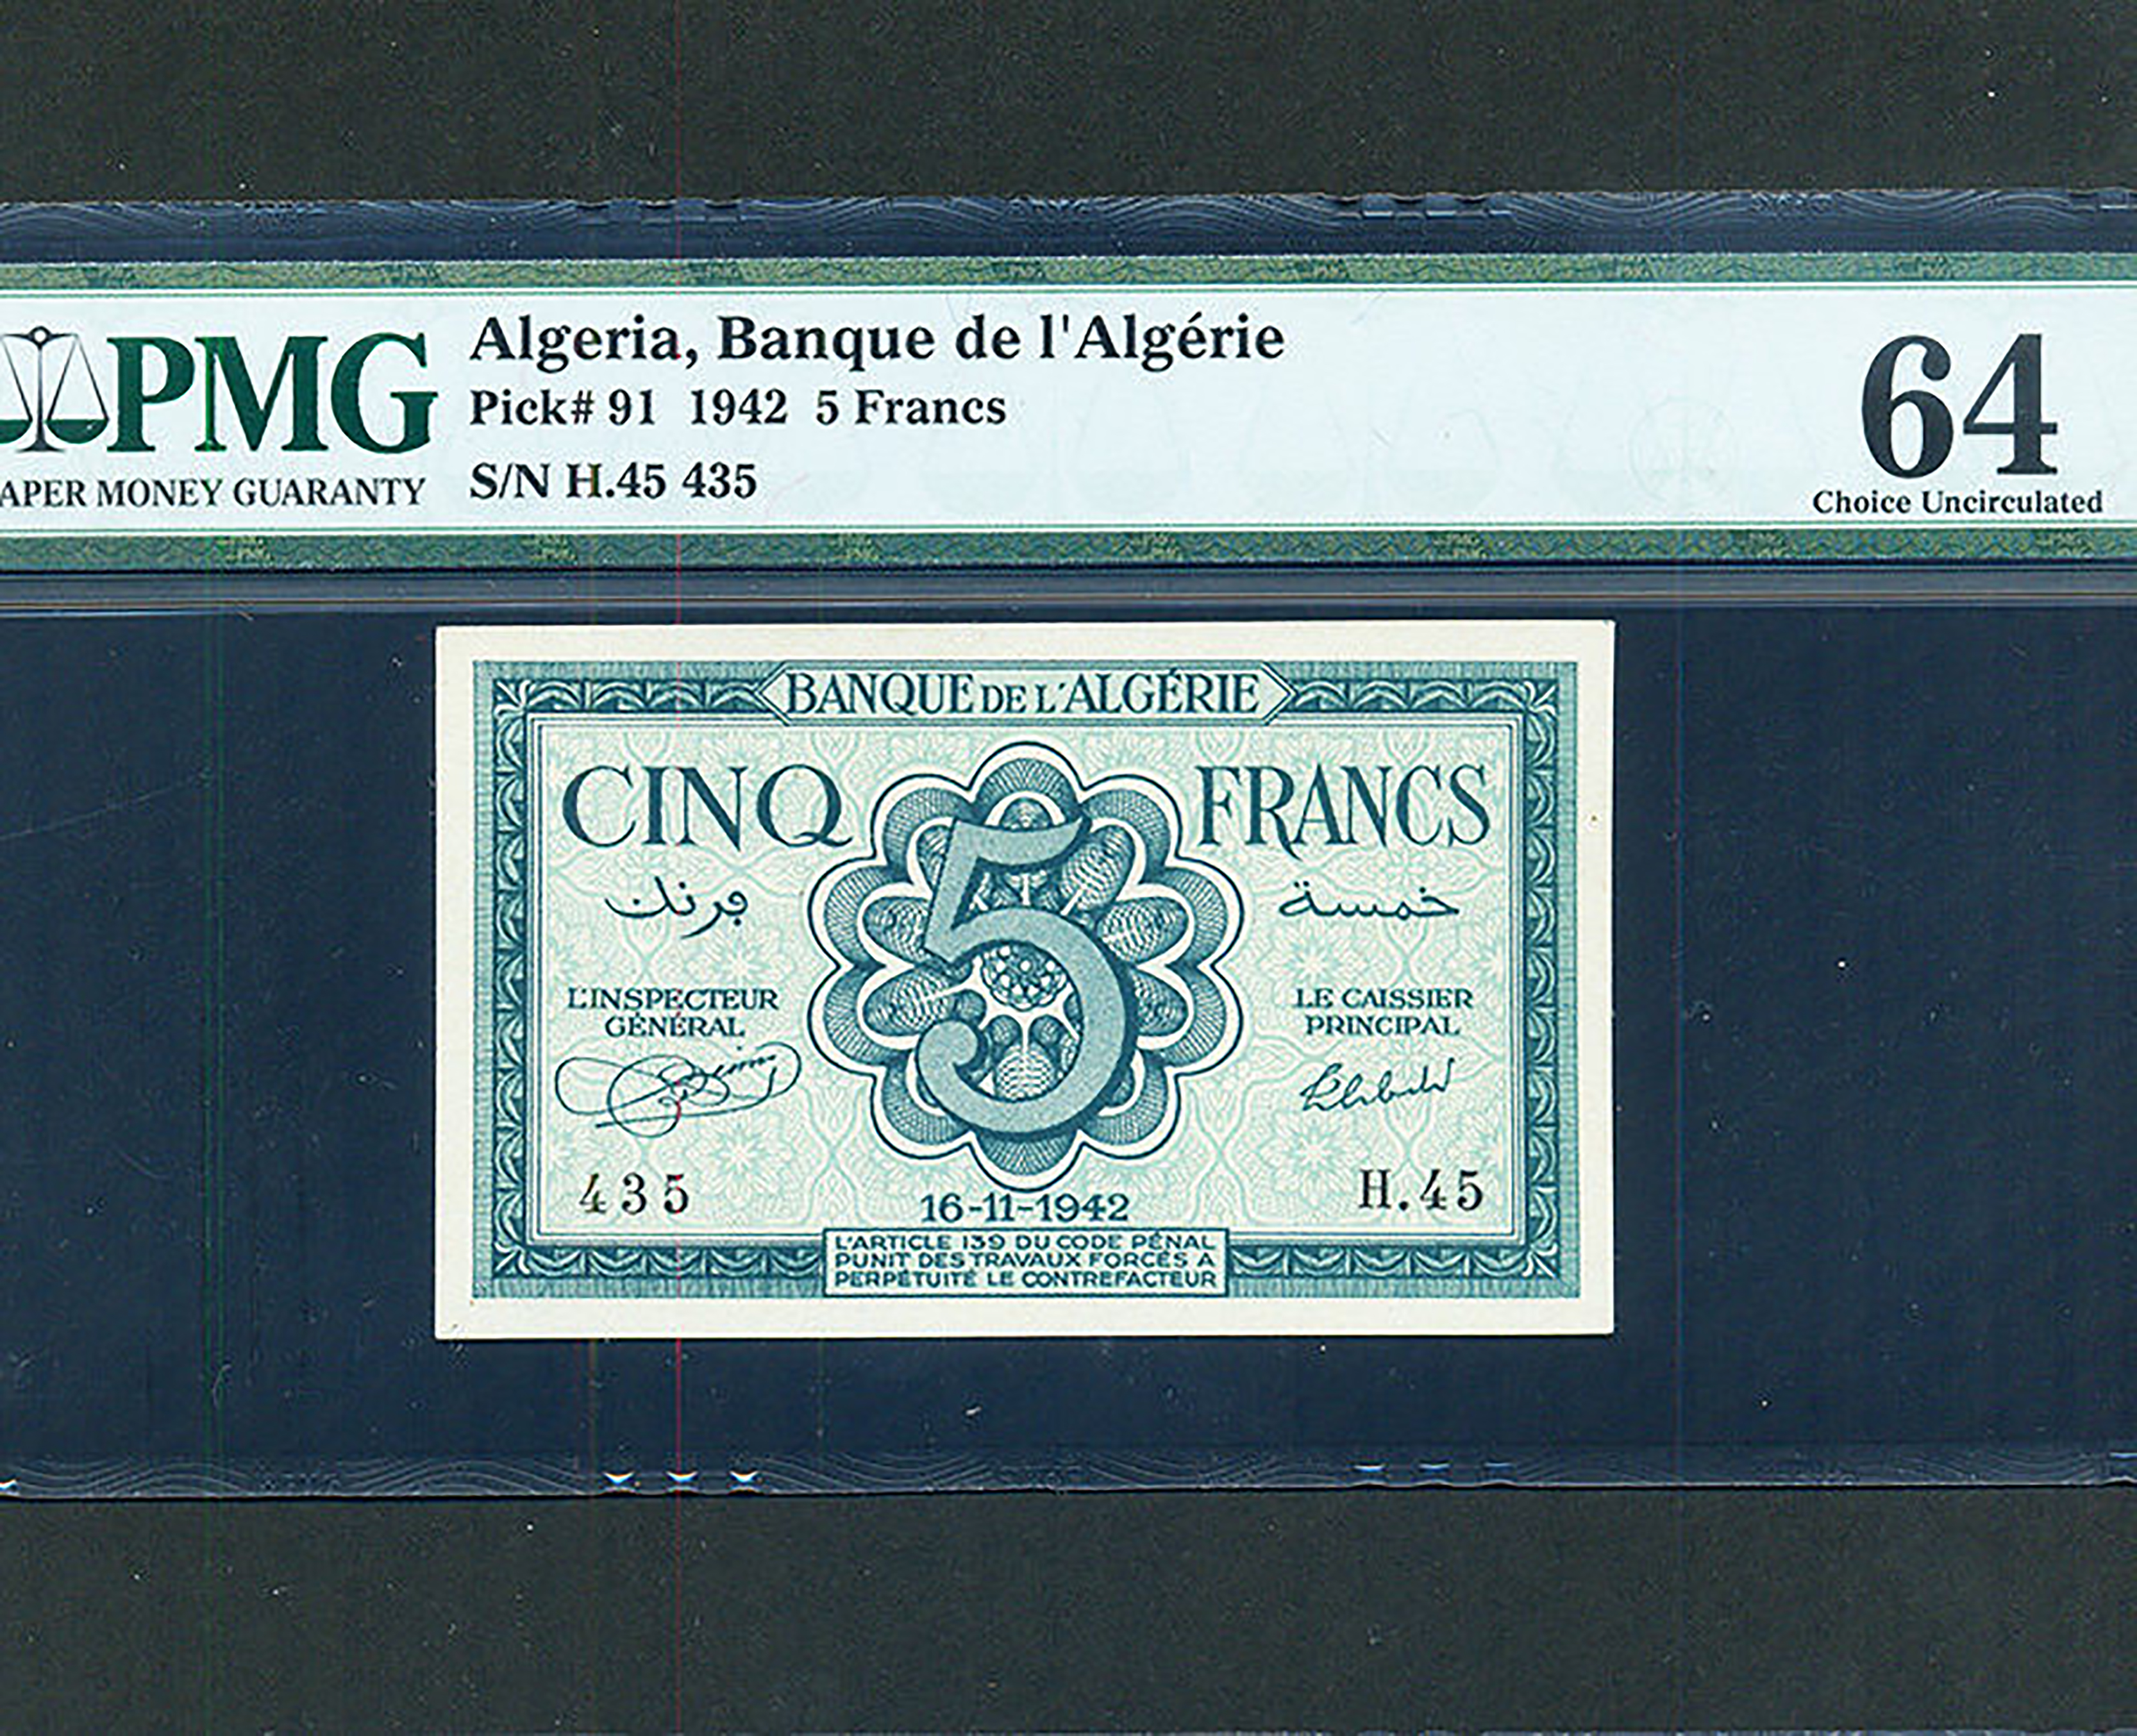 PMG
APER MONEY GUARANTY
Algeria, Banque de l'Algérie
Pick# 91 1942 5 Francs
S/N H.45 435
64
Choice Uncirculated
BANQUE DE L'ALGÉRIE
CINQ FRANCS
5
خمسة فرنك
L'INSPECTEUR
GÉNÉRAL
LE CAISSIER
PRINCIPAL
435
16-11-1942
H.45
L'ARTICLE 139 DU CODE PÉNAL
PUNIT DES TRAVAUX FORCÉS A
PERPÉTUITÉ LE CONTREFACTEUR